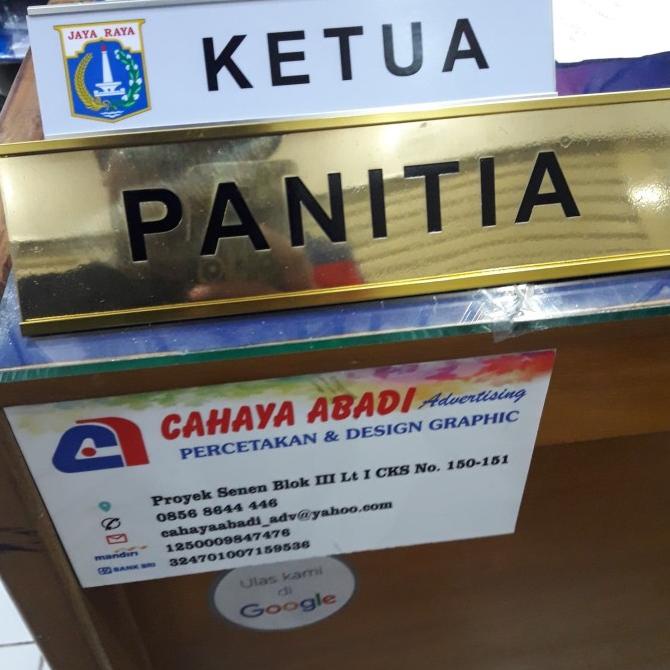 JAYA RAYA
KETUA
PANITIA
CAHAYA ABADI Advertising
PERCETAKAN & DESIGN GRAPHIC
Proyek Senen Blok III Lt I CKS No. 150-151
0856 8644 446
cahayaabadi_adv@yahoo.com
mandiri 1250009847476
BANK BRI 324701007159536
Ulas kami
di
Google